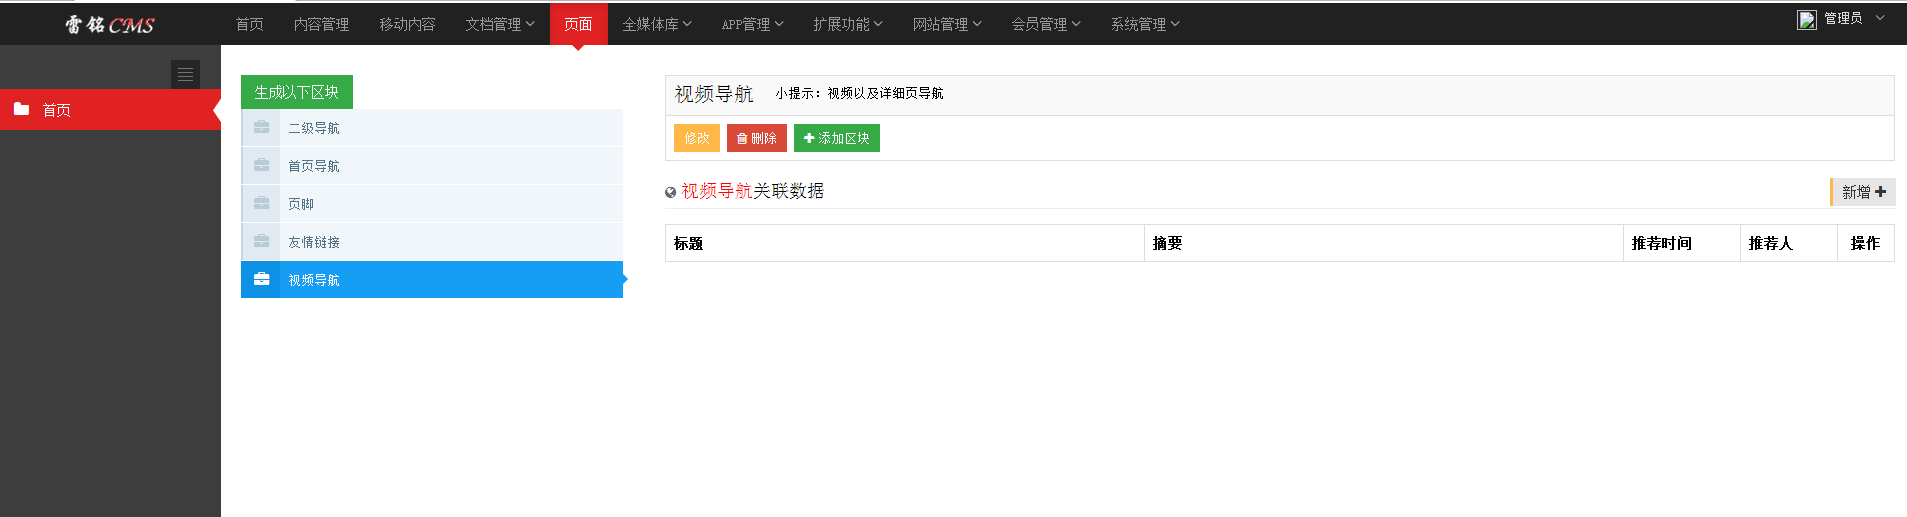 雷铭CMS 首页 内容管理 移动内容 文档管理 页面 全媒体库 APP管理 扩展功能 网站管理 会员管理 系统管理 管理员
首页
生成以下区块
二级导航
首页导航
页脚
友情链接
视频导航
视频导航 小提示：视频以及详细页导航
修改 删除 添加区块
视频导航关联数据 新增
标题 摘要 推荐时间 推荐人 操作